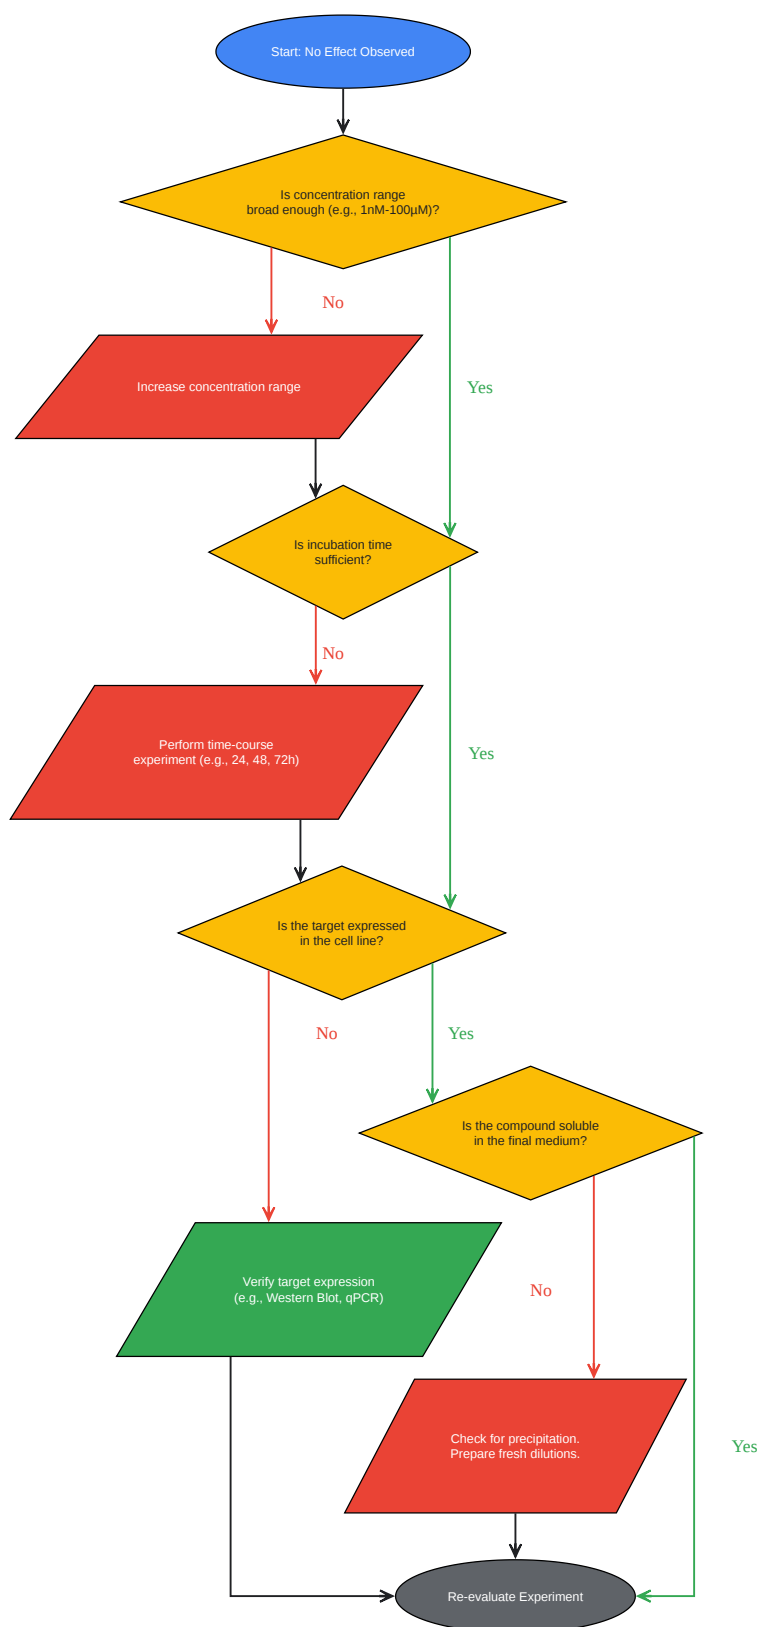 Start: No Effect Observed
Is concentration range
broad enough (e.g., 1nM-100µM)?
No
Yes
Increase concentration range
Is incubation time
sufficient?
No
Yes
Perform time-course
experiment (e.g., 24, 48, 72h)
Is the target expressed
in the cell line?
No
Yes
Is the compound soluble
in the final medium?
Verify target expression
(e.g., Western Blot, qPCR)
No
Yes
Check for precipitation.
Prepare fresh dilutions.
Re-evaluate Experiment